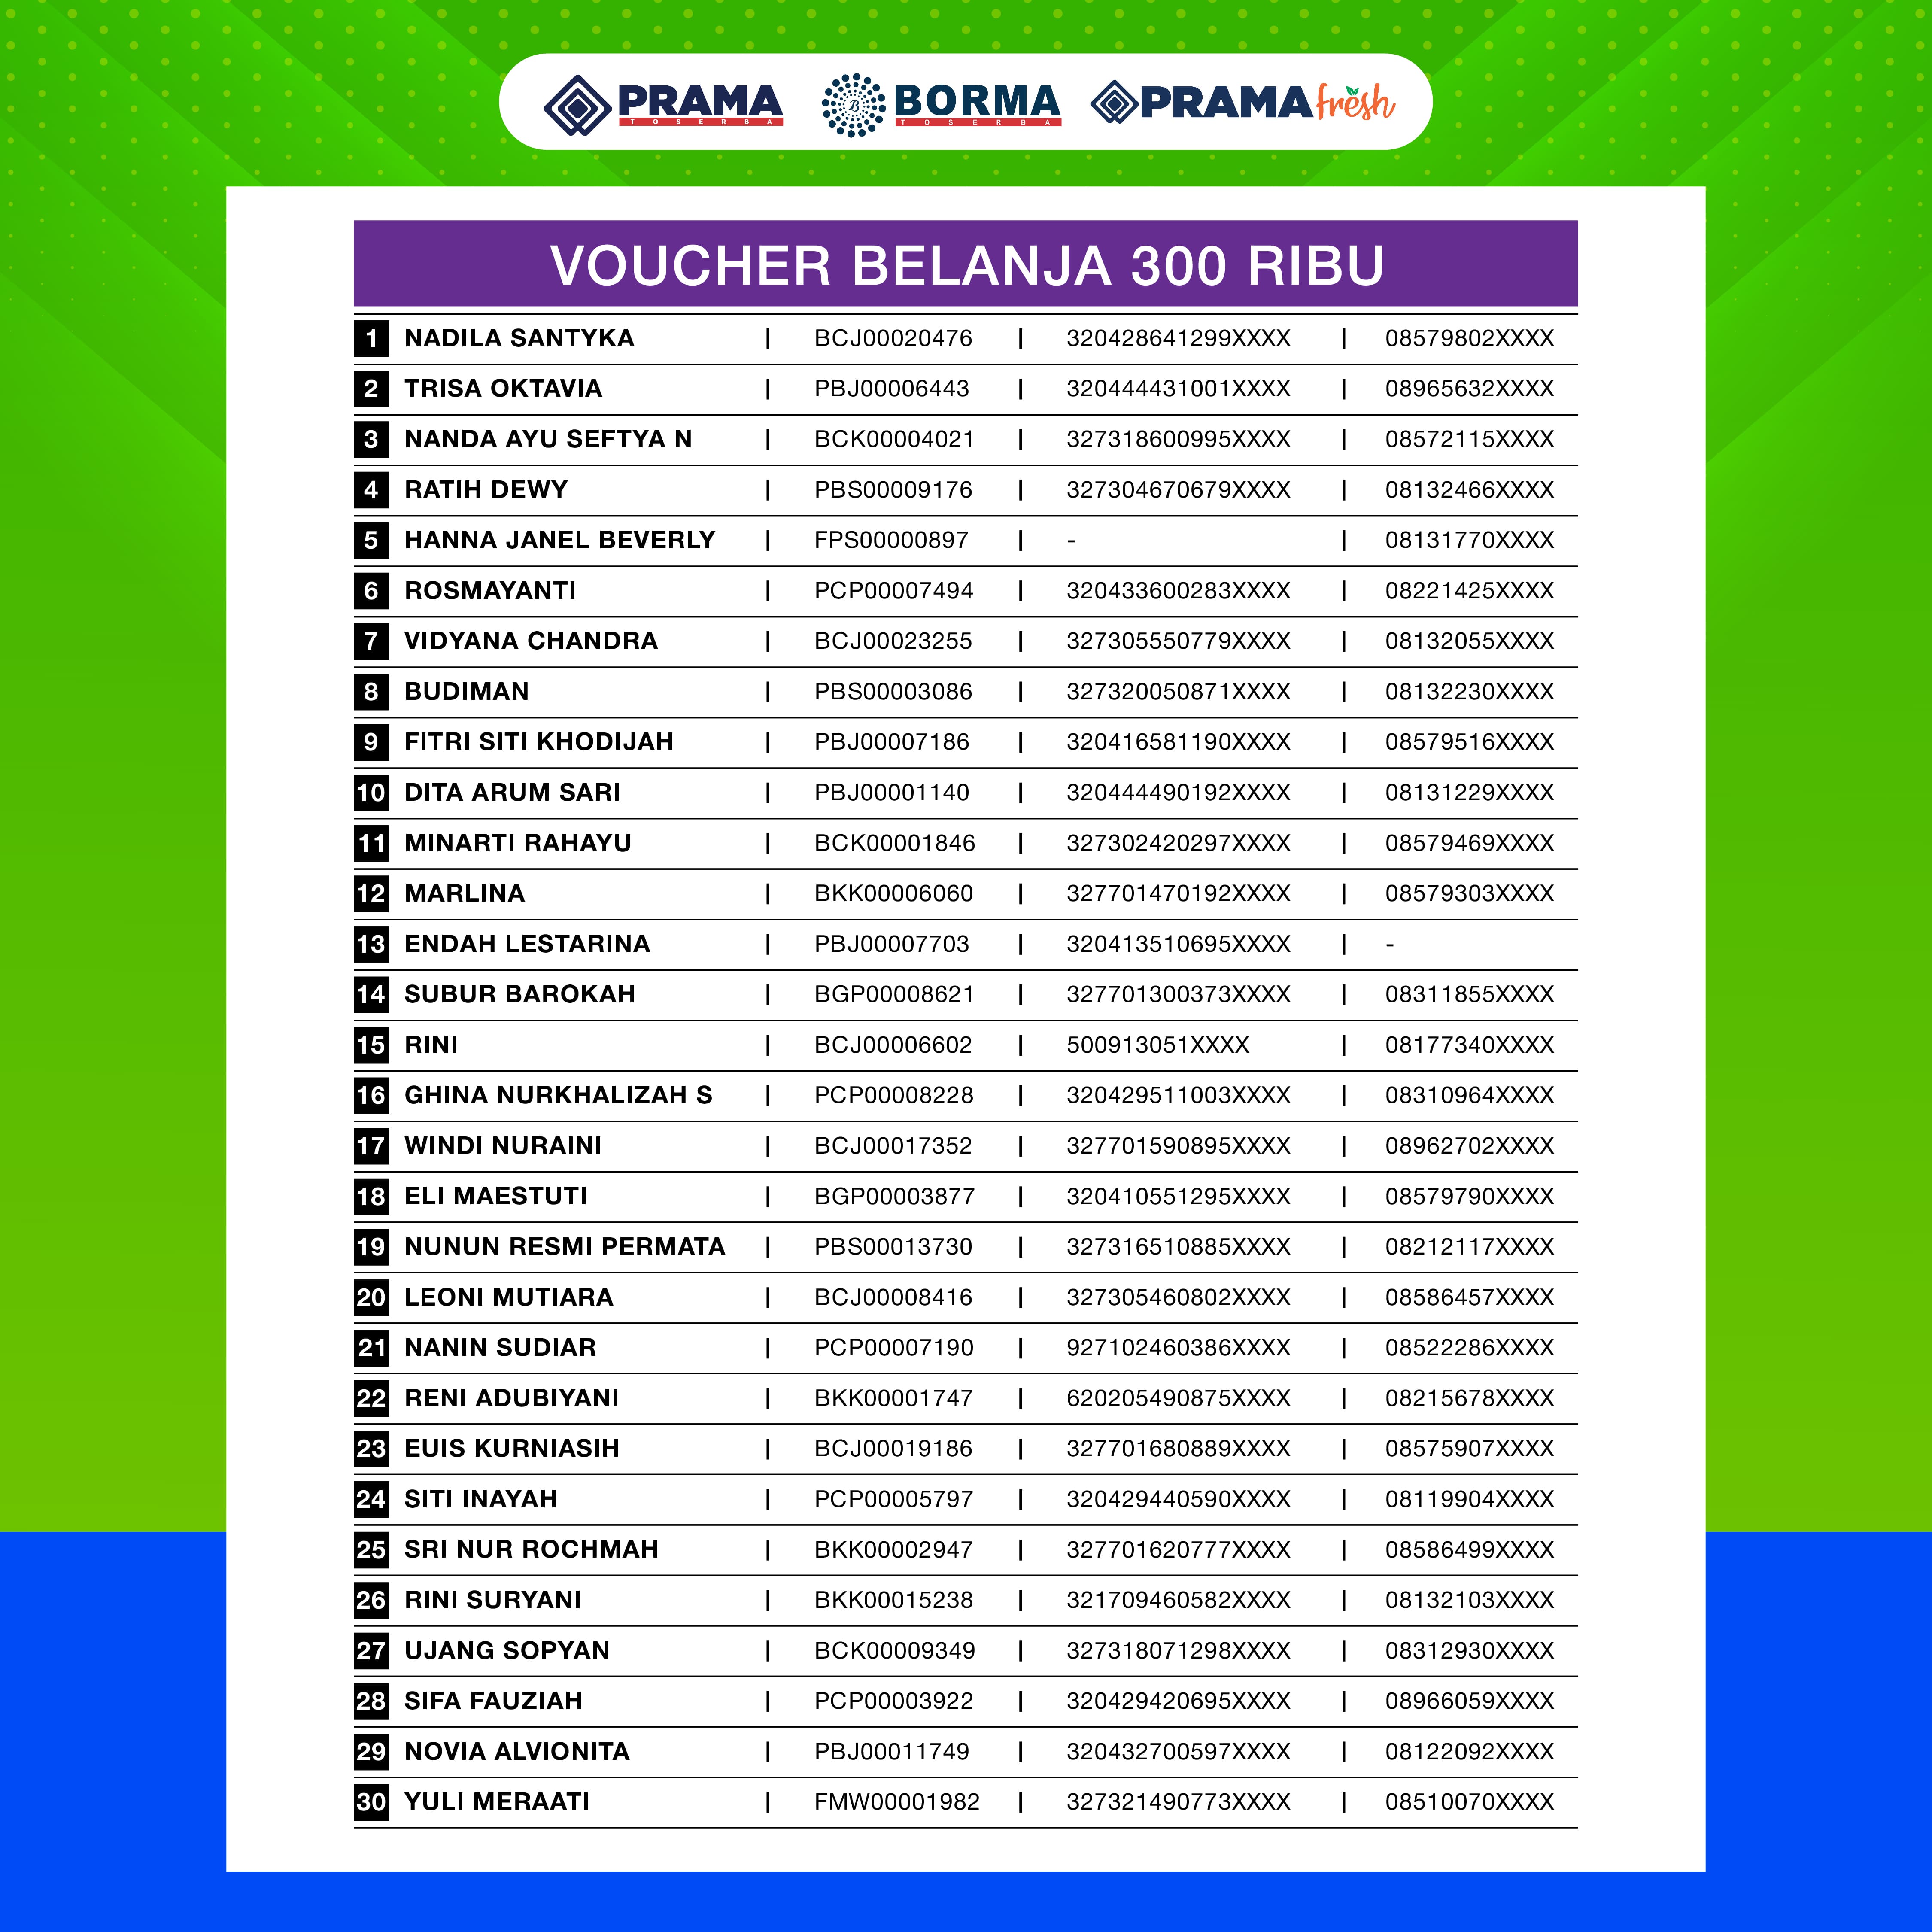 PRAMA TOSERBA BORMA TOSERBA PRAMA fresh
VOUCHER BELANJA 300 RIBU
1 NADILA SANTYKA | BCJ00020476 | 320428641299XXXX | 08579802XXXX
2 TRISA OKTAVIA | PBJ00006443 | 320444431001XXXX | 08965632XXXX
3 NANDA AYU SEFTYA N | BCK00004021 | 327318600995XXXX | 08572115XXXX
4 RATIH DEWY | PBS00009176 | 327304670679XXXX | 08132466XXXX
5 HANNA JANEL BEVERLY | FPS00000897 | - | 08131770XXXX
6 ROSMAYANTI | PCP00007494 | 320433600283XXXX | 08221425XXXX
7 VIDYANA CHANDRA | BCJ00023255 | 327305550779XXXX | 08132055XXXX
8 BUDIMAN | PBS00003086 | 327320050871XXXX | 08132230XXXX
9 FITRI SITI KHODIJAH | PBJ00007186 | 320416581190XXXX | 08579516XXXX
10 DITA ARUM SARI | PBJ00001140 | 320444490192XXXX | 08131229XXXX
11 MINARTI RAHAYU | BCK00001846 | 327302420297XXXX | 08579469XXXX
12 MARLINA | BKK00006060 | 327701470192XXXX | 08579303XXXX
13 ENDAH LESTARINA | PBJ00007703 | 320413510695XXXX | -
14 SUBUR BAROKAH | BGP00008621 | 327701300373XXXX | 08311855XXXX
15 RINI | BCJ00006602 | 500913051XXXX | 08177340XXXX
16 GHINA NURKHALIZAH S | PCP00008228 | 320429511003XXXX | 08310964XXXX
17 WINDI NURAINI | BCJ00017352 | 327701590895XXXX | 08962702XXXX
18 ELI MAESTUTI | BGP00003877 | 320410551295XXXX | 08579790XXXX
19 NUNUN RESMI PERMATA | PBS00013730 | 327316510885XXXX | 08212117XXXX
20 LEONI MUTIARA | BCJ00008416 | 327305460802XXXX | 08586457XXXX
21 NANIN SUDIAR | PCP00007190 | 927102460386XXXX | 08522286XXXX
22 RENI ADUBIYANI | BKK00001747 | 620205490875XXXX | 08215678XXXX
23 EUIS KURNIASIH | BCJ00019186 | 327701680889XXXX | 08575907XXXX
24 SITI INAYAH | PCP00005797 | 320429440590XXXX | 08119904XXXX
25 SRI NUR ROCHMAH | BKK00002947 | 327701620777XXXX | 08586499XXXX
26 RINI SURYANI | BKK00015238 | 321709460582XXXX | 08132103XXXX
27 UJANG SOPYAN | BCK00009349 | 327318071298XXXX | 08312930XXXX
28 SIFA FAUZIAH | PCP00003922 | 320429420695XXXX | 08966059XXXX
29 NOVIA ALVIONITA | PBJ00011749 | 320432700597XXXX | 08122092XXXX
30 YULI MERAATI | FMW00001982 | 327321490773XXXX | 08510070XXXX